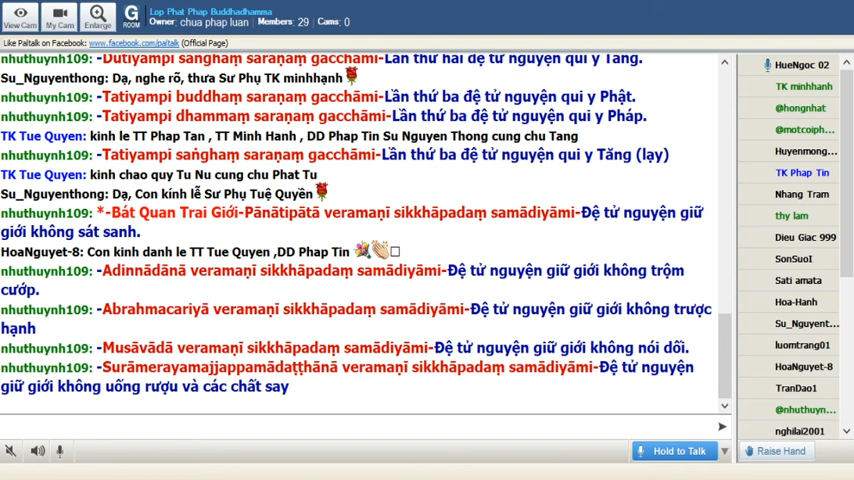 View Cam
My Cam
Enlarge
G
ROOM
Lop Phat Phap Buddhadhamma
Owner: chua phap luan Members: 29 Cams: 0
Like Paltalk on Facebook: www.facebook.com/paltalk (Official Page)
nhuthuynh109: -Dutiyampi saṅghaṃ saraṇaṃ gacchāmi-Lần thứ hai đệ tử nguyện qui y Tăng.
Su_Nguyenthong: Dạ, nghe rõ, thưa Sư Phụ TK minhhạnh
nhuthuynh109: -Tatiyampi buddhaṃ saraṇaṃ gacchāmi-Lần thứ ba đệ tử nguyện qui y Phật.
nhuthuynh109: -Tatiyampi dhammaṃ saraṇaṃ gacchāmi-Lần thứ ba đệ tử nguyện qui y Pháp.
TK Tue Quyen: kinh le TT Phap Tan , TT Minh Hanh , DD Phap Tin Su Nguyen Thong cung chu Tang
nhuthuynh109: -Tatiyampi saṅghaṃ saraṇaṃ gacchāmi-Lần thứ ba đệ tử nguyện qui y Tăng (lạy)
TK Tue Quyen: kinh chao quy Tu Nu cung chu Phat Tu
Su_Nguyenthong: Dạ, Con kính lễ Sư Phụ Tuệ Quyền
nhuthuynh109: *-Bát Quan Trai Giới-Pānātipātā veramaṇī sikkhāpadaṃ samādiyāmi-Đệ tử nguyện giữ
giới không sát sanh.
HoaNguyet-8: Con kinh danh le TT Tue Quyen ,DD Phap Tin
nhuthuynh109: -Adinnādānā veramaṇī sikkhāpadaṃ samādiyāmi-Đệ tử nguyện giữ giới không trộm
cướp.
nhuthuynh109: -Abrahmacariyā veramaṇī sikkhāpadaṃ samādiyāmi-Đệ tử nguyện giữ giới không trược
hạnh
nhuthuynh109: -Musāvādā veramaṇī sikkhāpadaṃ samādiyāmi-Đệ tử nguyện giữ giới không nói dối.
nhuthuynh109: -Surāmerayamajjappamādaṭṭhānā veramaṇī sikkhāpadaṃ samādiyāmi-Đệ tử nguyện
giữ giới không uống rượu và các chất say
Hold to Talk
Raise Hand
HueNgoc 02
TK minhhanh
@hongnhat
@motcoiph...
Huyenmong...
TK Phap Tin
Nhang Tram
thy lam
Dieu Giac 999
SonSuoI
Sati amata
Hoa-Hanh
Su_Nguyent...
luomtrang01
HoaNguyet-8
TranDao1
@nhuthuyn...
nghilai2001